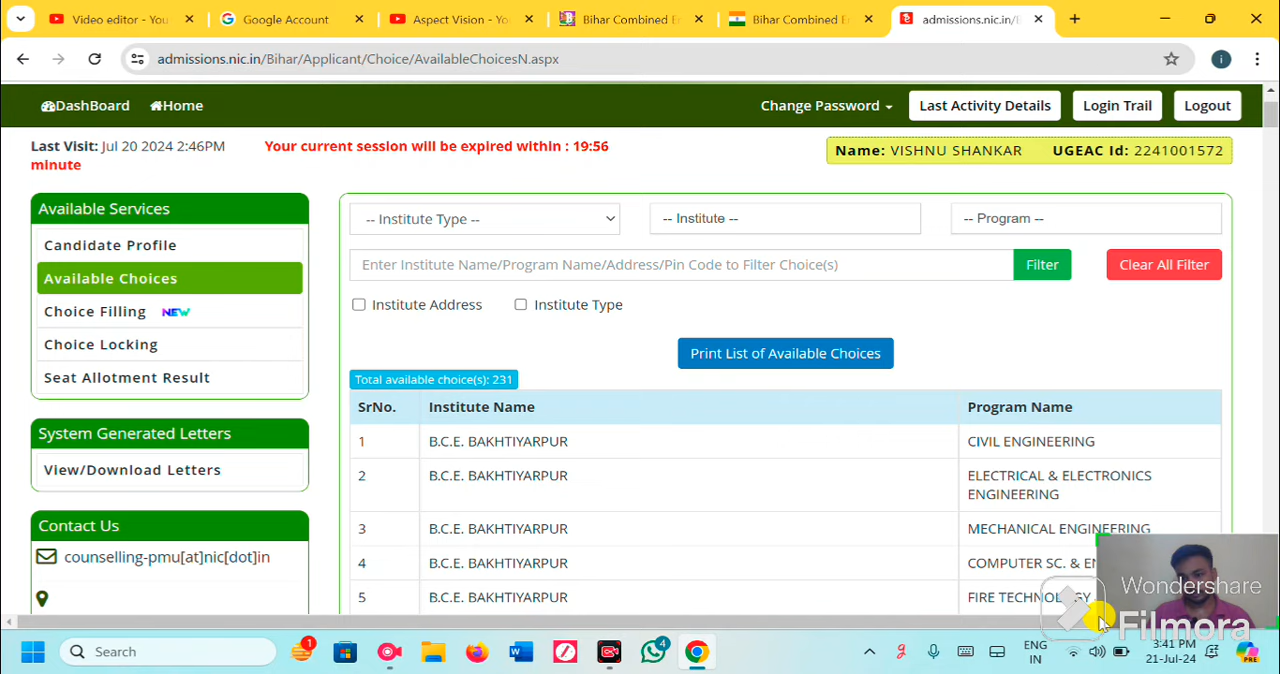 Video editor - You
Google Account
Aspect Vision - Yo
Bihar Combined E
Bihar Combined E
admissions.nic.in/
admissions.nic.in/Bihar/Applicant/Choice/AvailableChoicesN.aspx
i
DashBoard Home Change Password Last Activity Details Login Trail Logout
Last Visit: Jul 20 2024 2:46PM Your current session will be expired within : 19:56
minute
Name: VISHNU SHANKAR UGEAC Id: 2241001572
Available Services
Candidate Profile
Available Choices
Choice Filling NEW
Choice Locking
Seat Allotment Result
System Generated Letters
View/Download Letters
Contact Us
counselling-pmu[at]nic[dot]in
-- Institute Type -- -- Institute -- -- Program --
Enter Institute Name/Program Name/Address/Pin Code to Filter Choice(s) Filter Clear All Filter
Institute Address Institute Type
Print List of Available Choices
Total available choice(s): 231
SrNo. Institute Name Program Name
1 B.C.E. BAKHTIYARPUR CIVIL ENGINEERING
2 B.C.E. BAKHTIYARPUR ELECTRICAL & ELECTRONICS
ENGINEERING
3 B.C.E. BAKHTIYARPUR MECHANICAL ENGINEERING
4 B.C.E. BAKHTIYARPUR COMPUTER SC. & E
5 B.C.E. BAKHTIYARPUR FIRE TECHNOLOGY
Wondershare
Filmora
Search
1
4
ENG
IN
3:41 PM
21-Jul-24
PRE